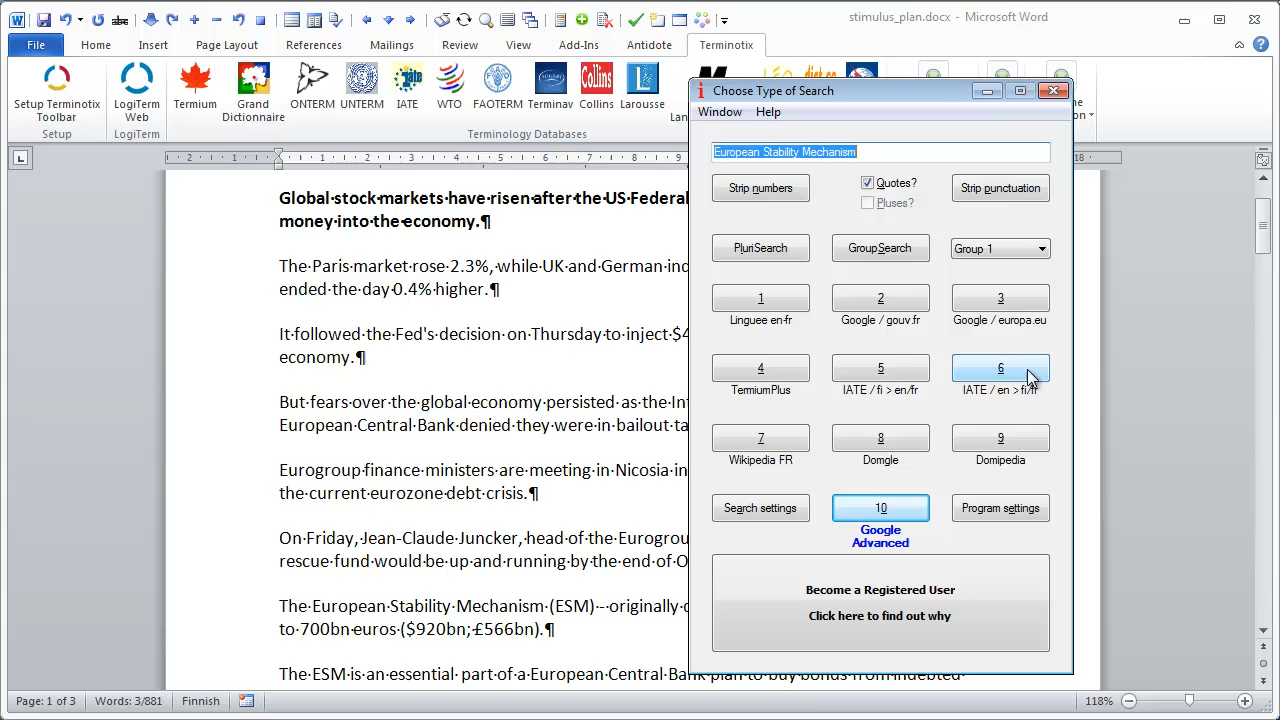 stimulus_plan.docx - Microsoft Word
File Home Insert Page Layout References Mailings Review View Add-Ins Antidote Terminotix
Setup Terminotix Toolbar
LogiTerm Web
Termium
Grand Dictionnaire
ONTERM
UNTERM
IATE
WTO
FAOTERM
Terminav
Collins
Larousse
Setup
LogiTerm
Terminology Databases
Choose Type of Search
Window Help
European Stability Mechanism
Strip numbers
Quotes?
Pluses?
Strip punctuation
PluriSearch
GroupSearch
Group 1
1 2 3
Linguee en-fr
Google / gouv.fr
Google / europa.eu
4 5 6
TermiumPlus
IATE / fi > en/fr
IATE / en > fi/fr
7 8 9
Wikipedia FR
Domgle
Domipedia
Search settings
10
Program settings
Google
Advanced
Become a Registered User
Click here to find out why
Global·stock·markets·have·risen·after·the·US·Federal
money·into·the·economy.¶
The·Paris·market·rose·2.3%,·while·UK·and·German·ind
ended·the·day·0.4%·higher.¶
It·followed·the·Fed's·decision·on·Thursday·to·inject·$4
economy.¶
But·fears·over·the·global·economy·persisted·as·the·Int
European·Central·Bank·denied·they·were·in·bailout·ta
Eurogroup·finance·ministers·are·meeting·in·Nicosia·in
the·current·eurozone·debt·crisis.¶
On·Friday,·Jean-Claude·Juncker,·head·of·the·Eurogrou
rescue·fund·would·be·up·and·running·by·the·end·of·O
The·European·Stability·Mechanism·(ESM)·-·originally·
to·700bn·euros·($920bn;·£566bn).¶
The·ESM·is·an·essential·part·of·a·European·Central·Bank·plan·to·buy·bonds·from·indebted·
Page: 1 of 3 Words: 3/881 Finnish 118%